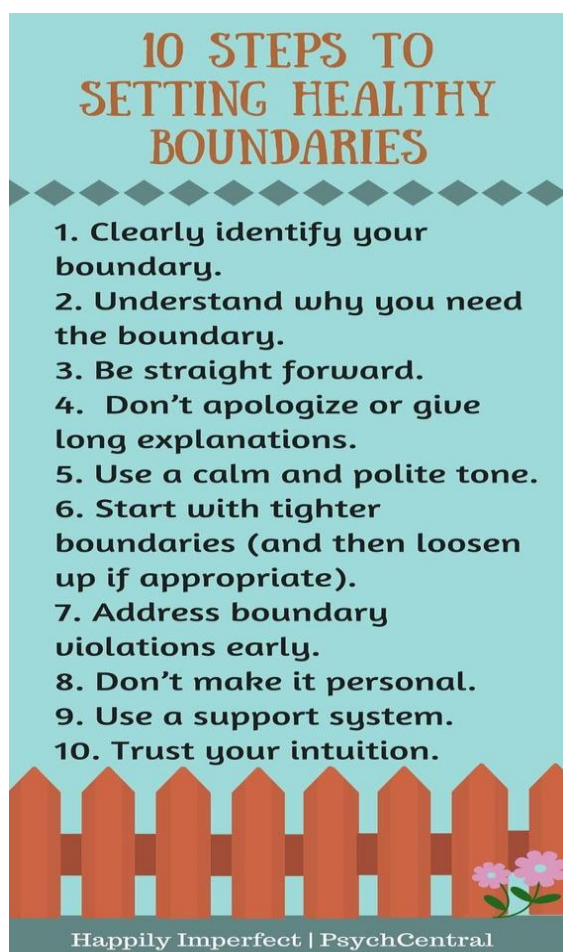 10 STEPS TO
SETTING HEALTHY
BOUNDARIES
1. Clearly identify your
boundary.
2. Understand why you need
the boundary.
3. Be straight forward.
4. Don't apologize or give
long explanations.
5. Use a calm and polite tone.
6. Start with tighter
boundaries (and then loosen
up if appropriate).
7. Address boundary
violations early.
8. Don't make it personal.
9. Use a support system.
10. Trust your intuition.
Happily Imperfect | PsychCentral